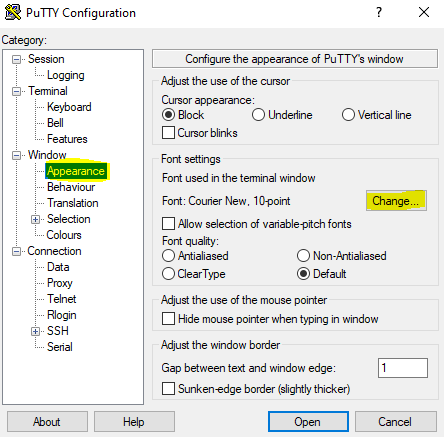 PuTTY Configuration
?
×
Category:
Session
Logging
Terminal
Keyboard
Bell
Features
Window
Appearance
Behaviour
Translation
Selection
Colours
Connection
Data
Proxy
Telnet
Rlogin
SSH
Serial
Configure the appearance of PuTTY's window
Adjust the use of the cursor
Cursor appearance:
Block Underline Vertical line
Cursor blinks
Font settings
Font used in the terminal window
Font: Courier New, 10-point Change...
Allow selection of variable-pitch fonts
Font quality:
Antialiased Non-Antialiased
ClearType Default
Adjust the use of the mouse pointer
Hide mouse pointer when typing in window
Adjust the window border
Gap between text and window edge: 1
Sunken-edge border (slightly thicker)
About Help Open Cancel